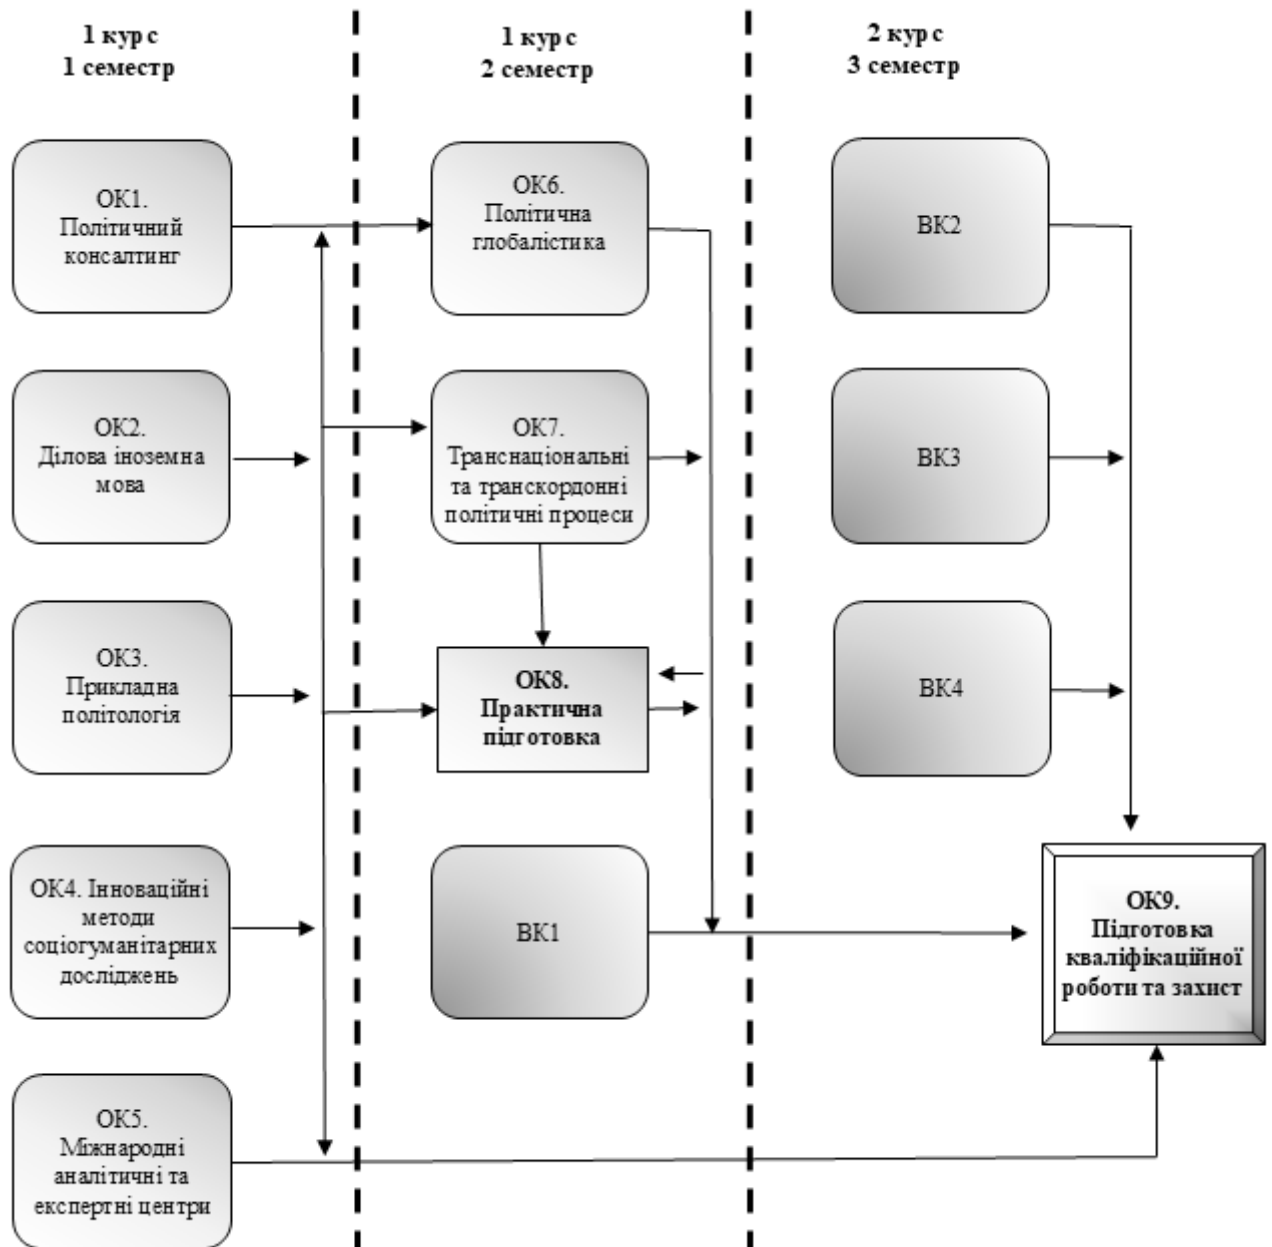 1 курс
1 семестр
1 курс
2 семестр
2 курс
3 семестр
ОК1.
Політичний
консалтинг
ОК6.
Політична
глобалістика
ВК2
ОК2.
Ділова іноземна
мова
ОК7.
Транснаціональні
та транскордонні
політичні процеси
ВК3
ОК3.
Прикладна
політологія
ОК8.
Практична
підготовка
ВК4
ОК4. Інноваційні
методи
соціогуманітарних
досліджень
ВК1
ОК9.
Підготовка
кваліфікаційної
роботи та захист
ОК5.
Міжнародні
аналітичні та
експертні центри